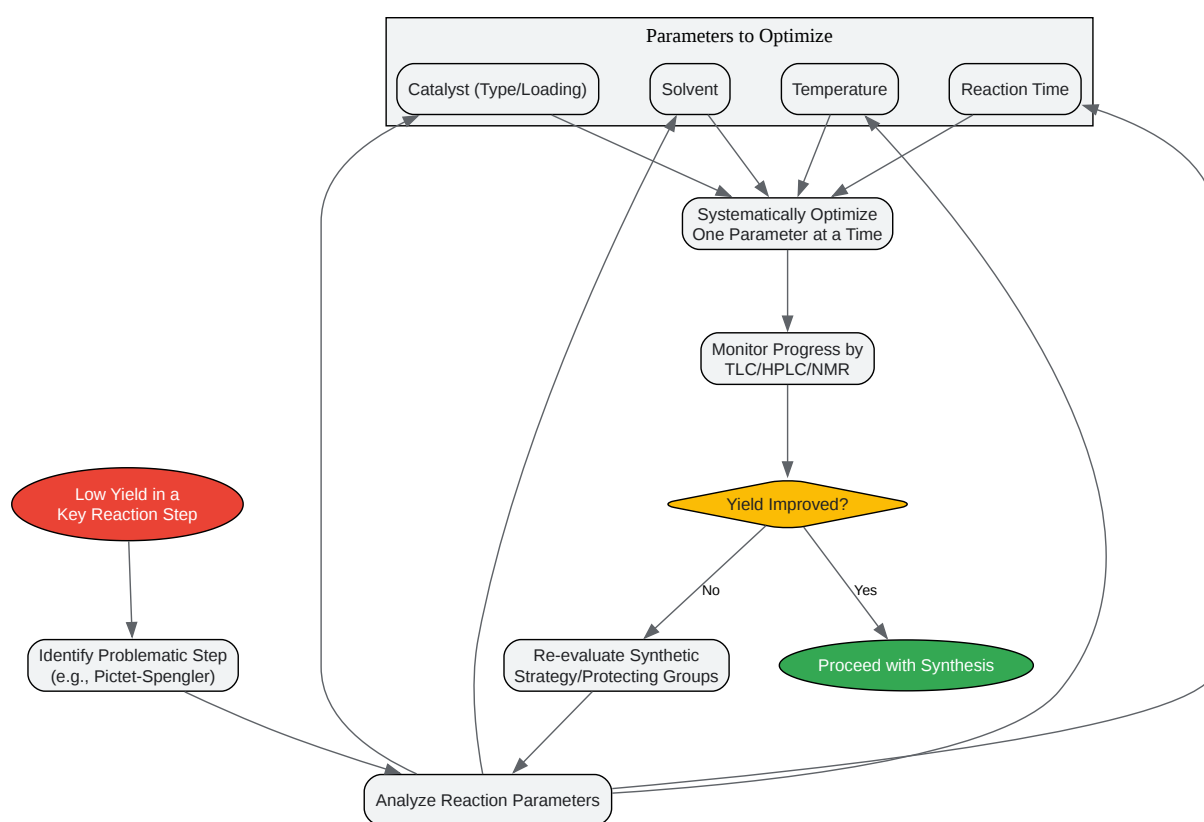 Parameters to Optimize
Catalyst (Type/Loading)
Solvent
Temperature
Reaction Time
Systematically Optimize
One Parameter at a Time
Monitor Progress by
TLC/HPLC/NMR
Low Yield in a
Key Reaction Step
Yield Improved?
No
Yes
Identify Problematic Step
(e.g., Pictet-Spengler)
Re-evaluate Synthetic
Strategy/Protecting Groups
Proceed with Synthesis
Analyze Reaction Parameters